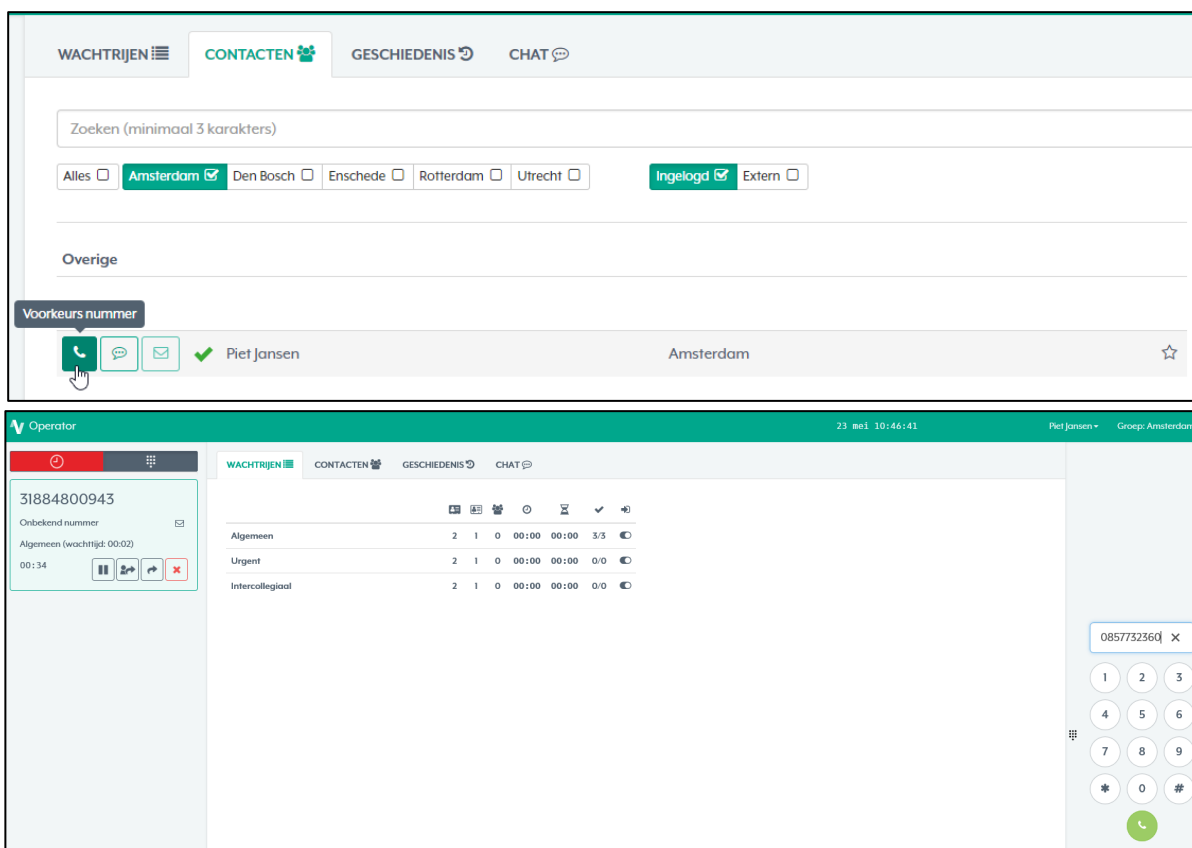 WACHTRIJEN CONTACTEN GESCHIEDENIS CHAT
Zoeken (minimaal 3 karakters)
Alles Amsterdam Den Bosch Enschede Rotterdam Utrecht Ingelogd Extern
Overige
Voorkeurs nummer
Piet Jansen Amsterdam
Operator 23 mei 10:46:41 Piet Jansen Groep: Amsterdam
WACHTRIJEN CONTACTEN GESCHIEDENIS CHAT
31884800943
Onbekend nummer
Algemeen (wachttijd: 00:02)
00:34
Algemeen 2 1 0 00:00 00:00 3/3
Urgent 2 1 0 00:00 00:00 0/0
Intercollegiaal 2 1 0 00:00 00:00 0/0
0857732360
1 2 3
4 5 6
7 8 9
* 0 #